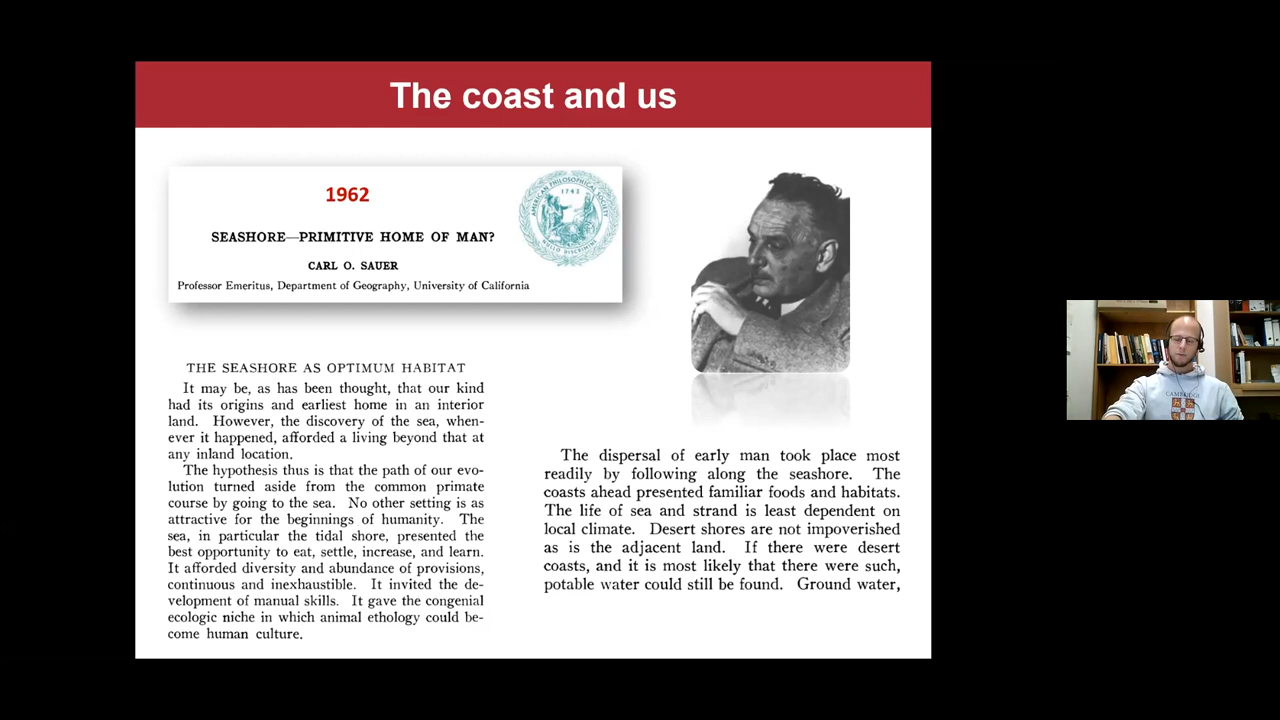 The coast and us
1962
SEASHORE—PRIMITIVE HOME OF MAN?
CARL O. SAUER
Professor Emeritus, Department of Geography, University of California
AMERICAN PHILOSOPHICAL SOCIETY
1743
NULLO DISCRIMINE
THE SEASHORE AS OPTIMUM HABITAT
It may be, as has been thought, that our kind
had its origins and earliest home in an interior
land. However, the discovery of the sea, when-
ever it happened, afforded a living beyond that at
any inland location.
The hypothesis thus is that the path of our evo-
lution turned aside from the common primate
course by going to the sea. No other setting is as
attractive for the beginnings of humanity. The
sea, in particular the tidal shore, presented the
best opportunity to eat, settle, increase, and learn.
It afforded diversity and abundance of provisions,
continuous and inexhaustible. It invited the de-
velopment of manual skills. It gave the congenial
ecologic niche in which animal ethology could be-
come human culture.
The dispersal of early man took place most
readily by following along the seashore. The
coasts ahead presented familiar foods and habitats.
The life of sea and strand is least dependent on
local climate. Desert shores are not impoverished
as is the adjacent land. If there were desert
coasts, and it is most likely that there were such,
potable water could still be found. Ground water,
CAMBRIDGE